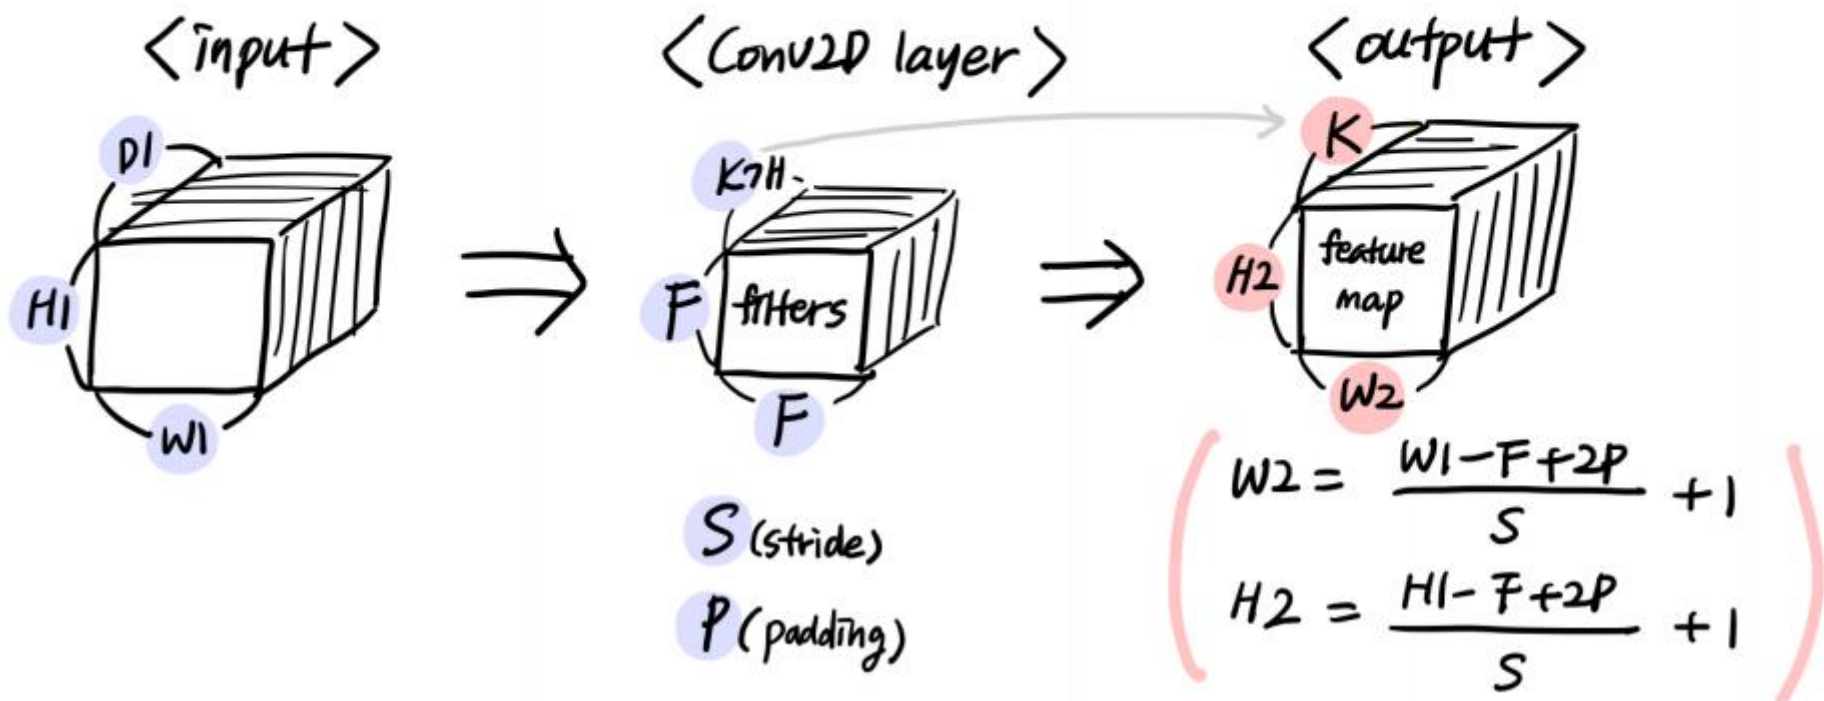 <input>
D1
H1
W1
<Conv2D layer>
K개
F
filters
F
S (stride)
P (padding)
<output>
K
H2
feature
map
W2
W2 = W1-F+2P / S + 1
H2 = H1-F+2P / S + 1